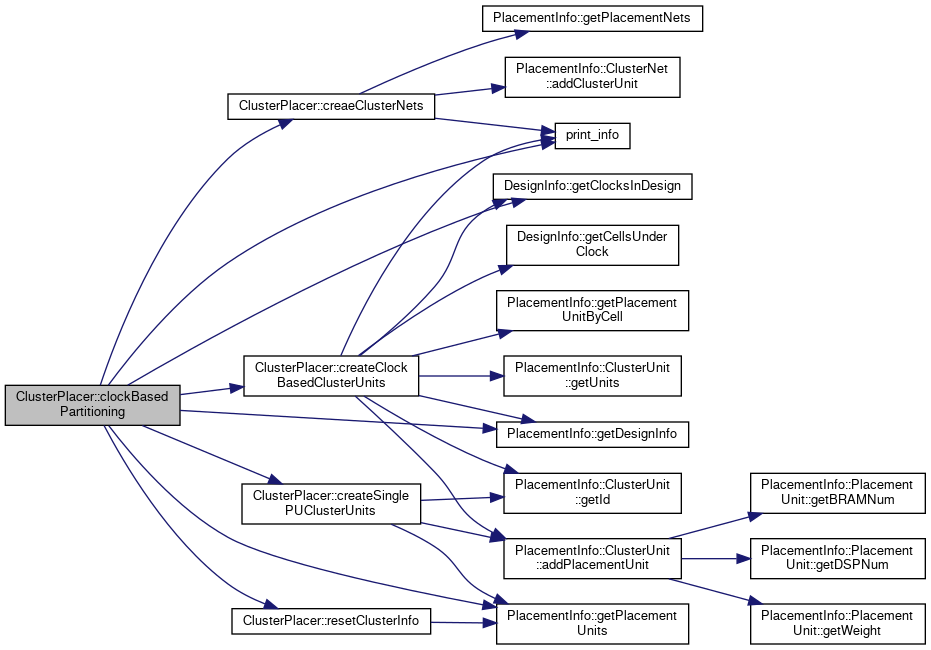 PlacementInfo::getPlacementNets
PlacementInfo::ClusterNet
::addClusterUnit
ClusterPlacer::creaeClusterNets
print_info
DesignInfo::getClocksInDesign
DesignInfo::getCellsUnder
Clock
PlacementInfo::getPlacement
UnitByCell
ClusterPlacer::createClock
BasedClusterUnits
PlacementInfo::ClusterUnit
::getUnits
ClusterPlacer::clockBased
Partitioning
PlacementInfo::getDesignInfo
ClusterPlacer::createSingle
PUClusterUnits
PlacementInfo::ClusterUnit
::getId
PlacementInfo::Placement
Unit::getBRAMNum
PlacementInfo::ClusterUnit
::addPlacementUnit
PlacementInfo::Placement
Unit::getDSPNum
ClusterPlacer::resetClusterInfo
PlacementInfo::getPlacement
Units
PlacementInfo::Placement
Unit::getWeight